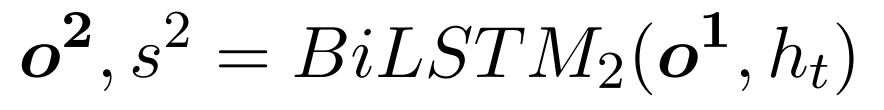 𝒐², s² = BiLSTM₂(𝒐¹, hₜ)